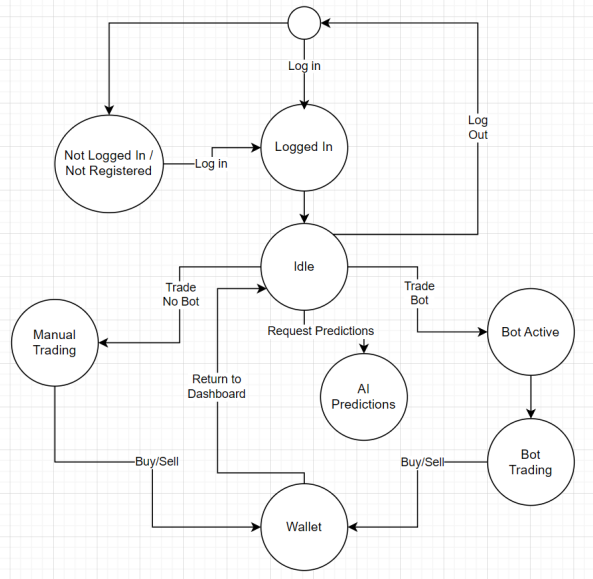 Log in
Log
Out
Not Logged In /
Not Registered
Log in
Logged In
Idle
Trade
No Bot
Trade
Bot
Manual
Trading
Request Predictions
Bot Active
Return to
Dashboard
AI
Predictions
Buy/Sell
Buy/Sell
Bot
Trading
Wallet